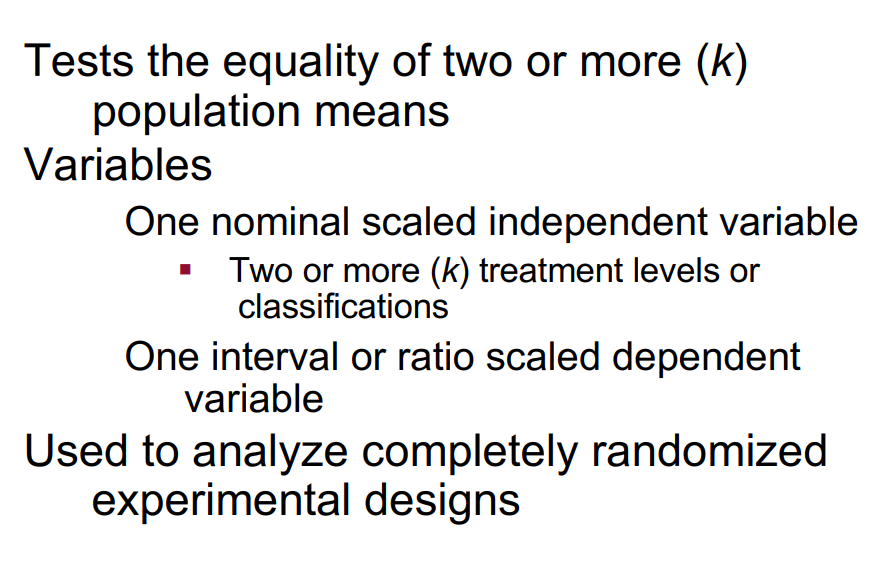 Tests the equality of two or more (k)
population means
Variables
One nominal scaled independent variable
▪ Two or more (k) treatment levels or
classifications
One interval or ratio scaled dependent
variable
Used to analyze completely randomized
experimental designs